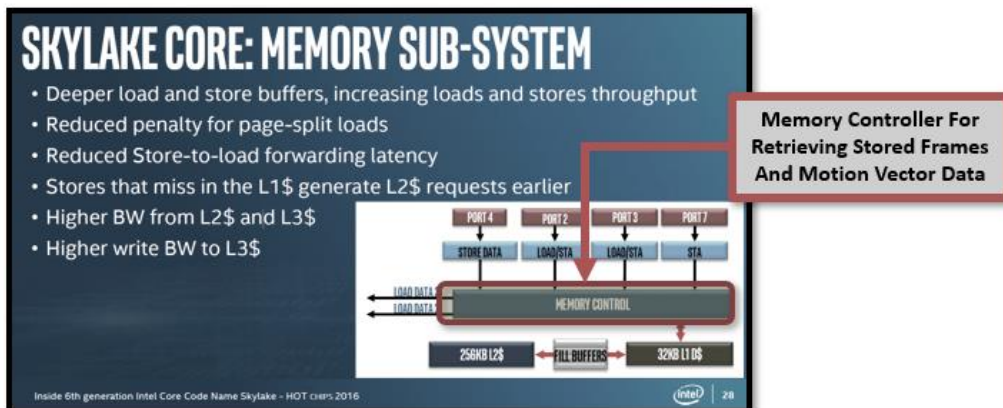 SKYLAKE CORE: MEMORY SUB-SYSTEM
• Deeper load and store buffers, increasing loads and stores throughput
• Reduced penalty for page-split loads
• Reduced Store-to-load forwarding latency
• Stores that miss in the L1$ generate L2$ requests earlier
• Higher BW from L2$ and L3$
• Higher write BW to L3$
Memory Controller For
Retrieving Stored Frames
And Motion Vector Data
PORT 4 PORT 2 PORT 3 PORT 7
STORE DATA LOAD/STA LOAD/STA STA
LOAD DATA
LOAD DATA
MEMORY CONTROL
256KB L2$ FILL BUFFERS 32KB L1 D$
Inside 6th generation Intel Core Code Name Skylake – HOT CHIPS 2016
intel 28